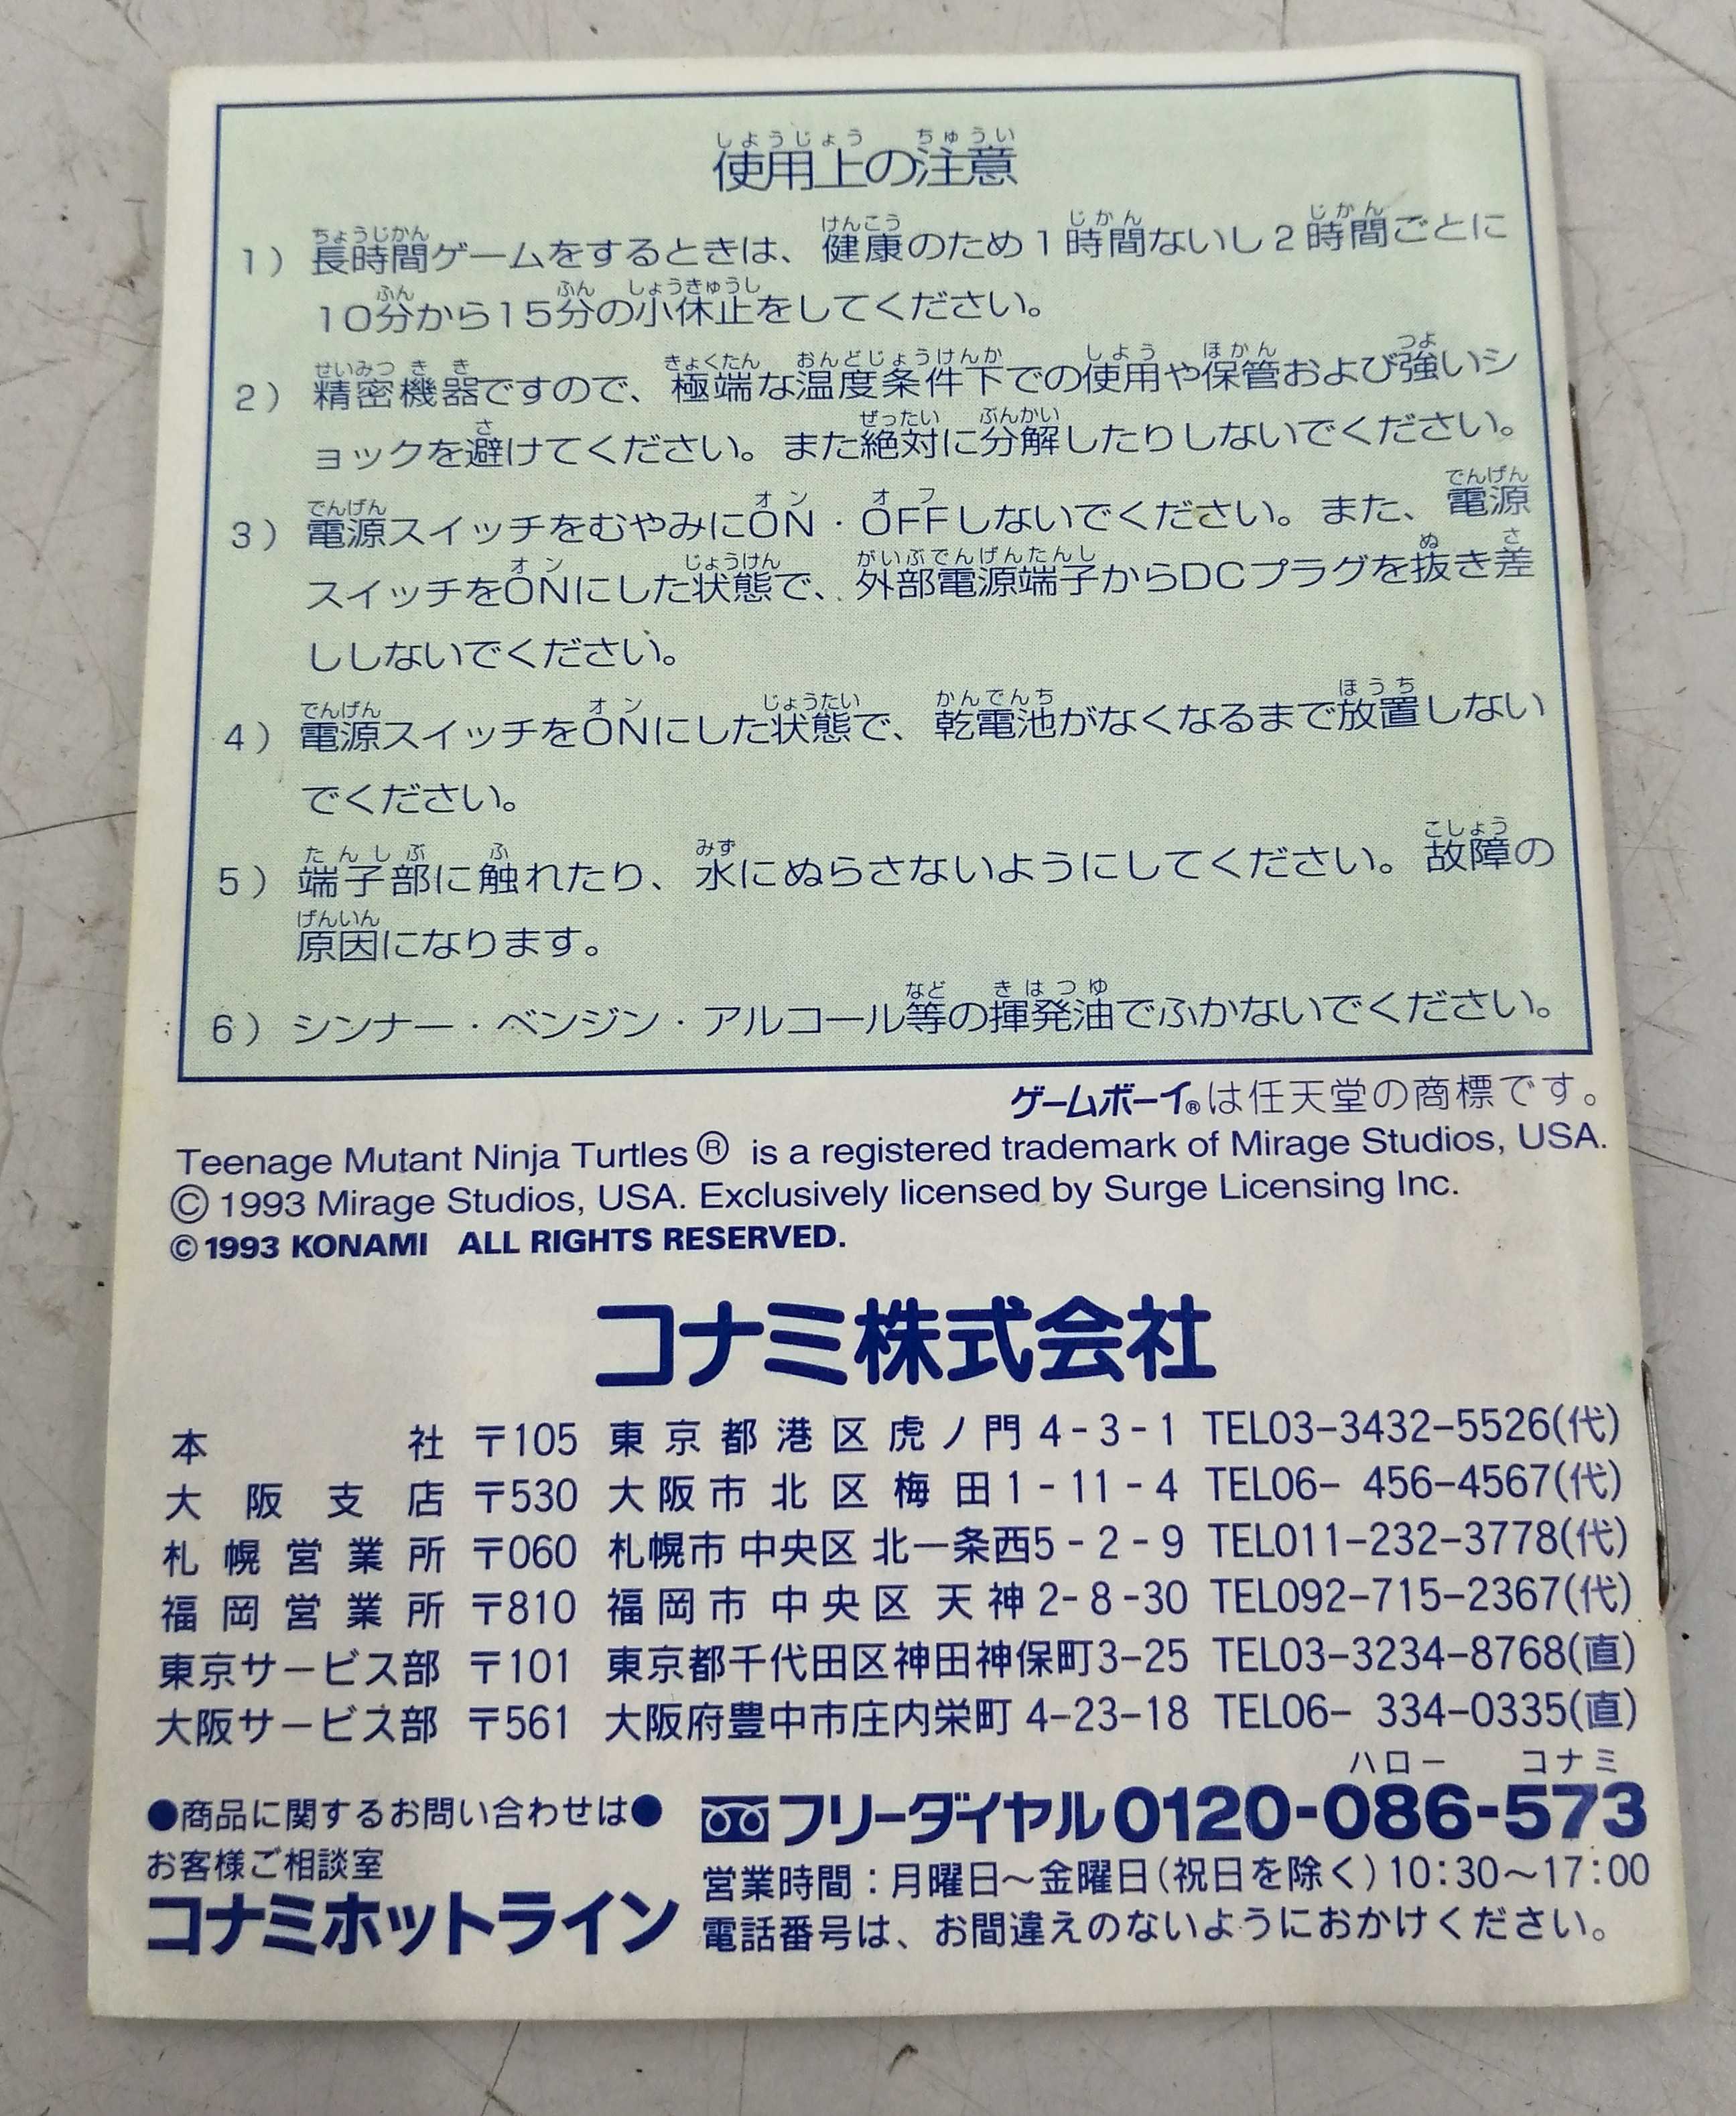 使用上の注意
1）長時間ゲームをするときは、健康のため1時間ないし2時間ごとに
10分から15分の小休止をしてください。
2）精密機器ですので、極端な温度条件下での使用や保管および強いシ
ョックを避けてください。また絶対に分解したりしないでください。
3）電源スイッチをむやみにON・OFFしないでください。また、電源
スイッチをONにした状態で、外部電源端子からDCプラグを抜き差
ししないでください。
4）電源スイッチをONにした状態で、乾電池がなくなるまで放置しない
でください。
5）端子部に触れたり、水にぬらさないようにしてください。故障の
原因になります。
6）シンナー・ベンジン・アルコール等の揮発油でふかないでください。
ゲームボーイ®は任天堂の商標です。
Teenage Mutant Ninja Turtles® is a registered trademark of Mirage Studios, USA.
© 1993 Mirage Studios, USA. Exclusively licensed by Surge Licensing Inc.
© 1993 KONAMI ALL RIGHTS RESERVED.
コナミ株式会社
本社 〒105 東京都港区虎ノ門4-3-1 TEL03-3432-5526(代)
大阪支店 〒530 大阪市北区梅田1-11-4 TEL06- 456-4567(代)
札幌営業所 〒060 札幌市中央区北一条西5-2-9 TEL011-232-3778(代)
福岡営業所 〒810 福岡市中央区天神2-8-30 TEL092-715-2367(代)
東京サービス部 〒101 東京都千代田区神田神保町3-25 TEL03-3234-8768(直)
大阪サービス部 〒561 大阪府豊中市庄内栄町4-23-18 TEL06- 334-0335(直)
ハロー コナミ
●商品に関するお問い合わせは● フリーダイヤル0120-086-573
お客様ご相談室
コナミホットライン
営業時間：月曜日～金曜日(祝日を除く)10:30～17:00
電話番号は、お間違えのないようにおかけください。